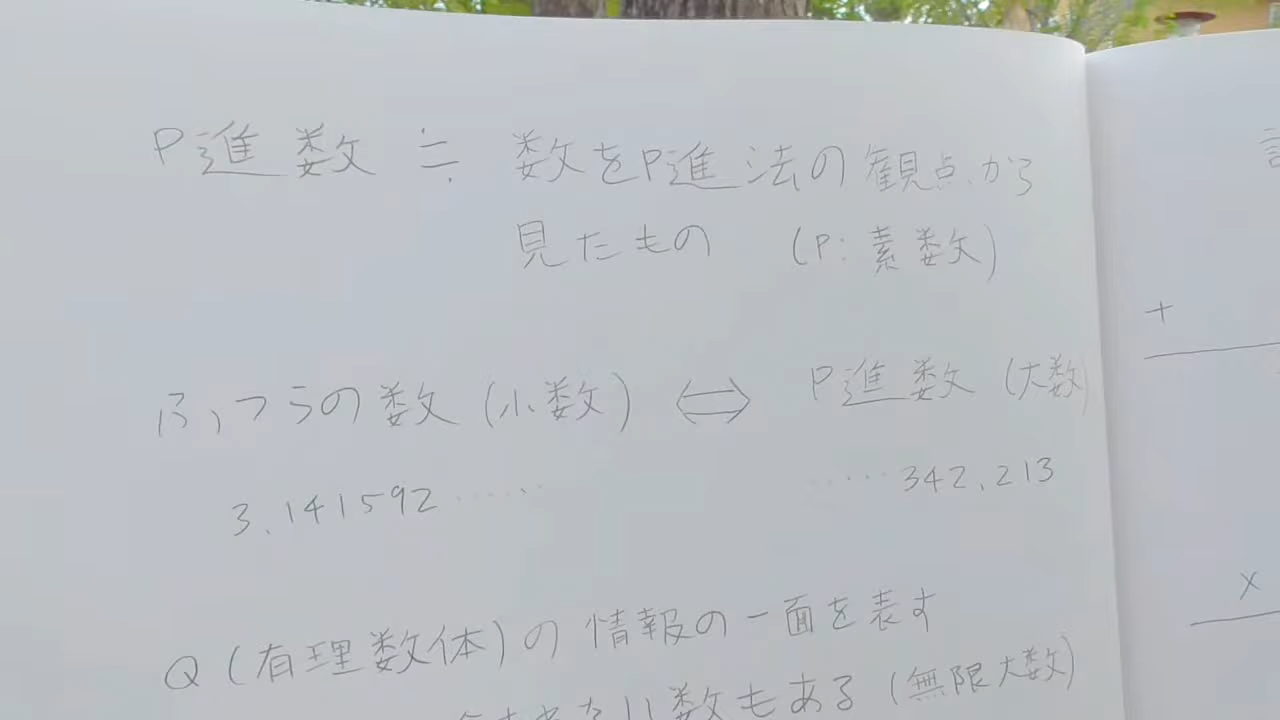 P進数 ≒ 数をP進法の観点から
見たもの (P:素数)
ふつうの数(小数) ⇔ P進数(大数)
3.141592…… ……342.213
Q(有理数体)の情報の一面を表す
ない数もある(無限大数)
+
×